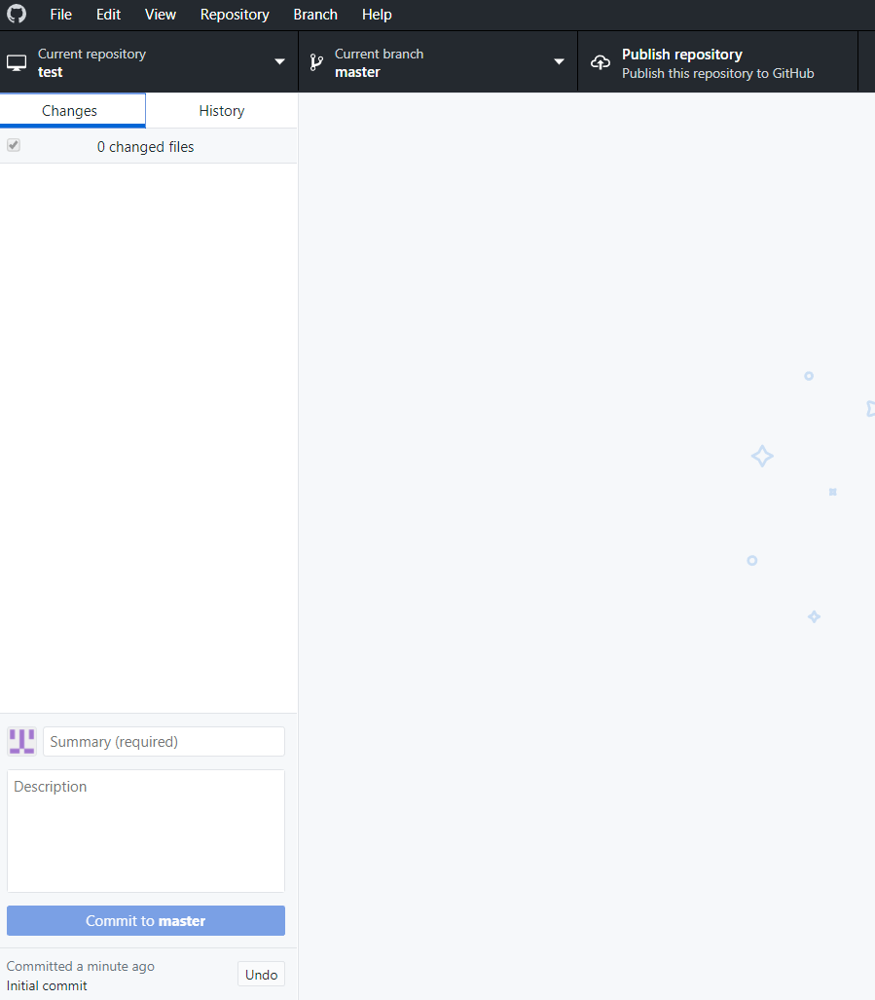 File Edit View Repository Branch Help
Current repository
test
Current branch
master
Publish repository
Publish this repository to GitHub
Changes
History
0 changed files
Summary (required)
Description
Commit to master
Committed a minute ago
Initial commit
Undo